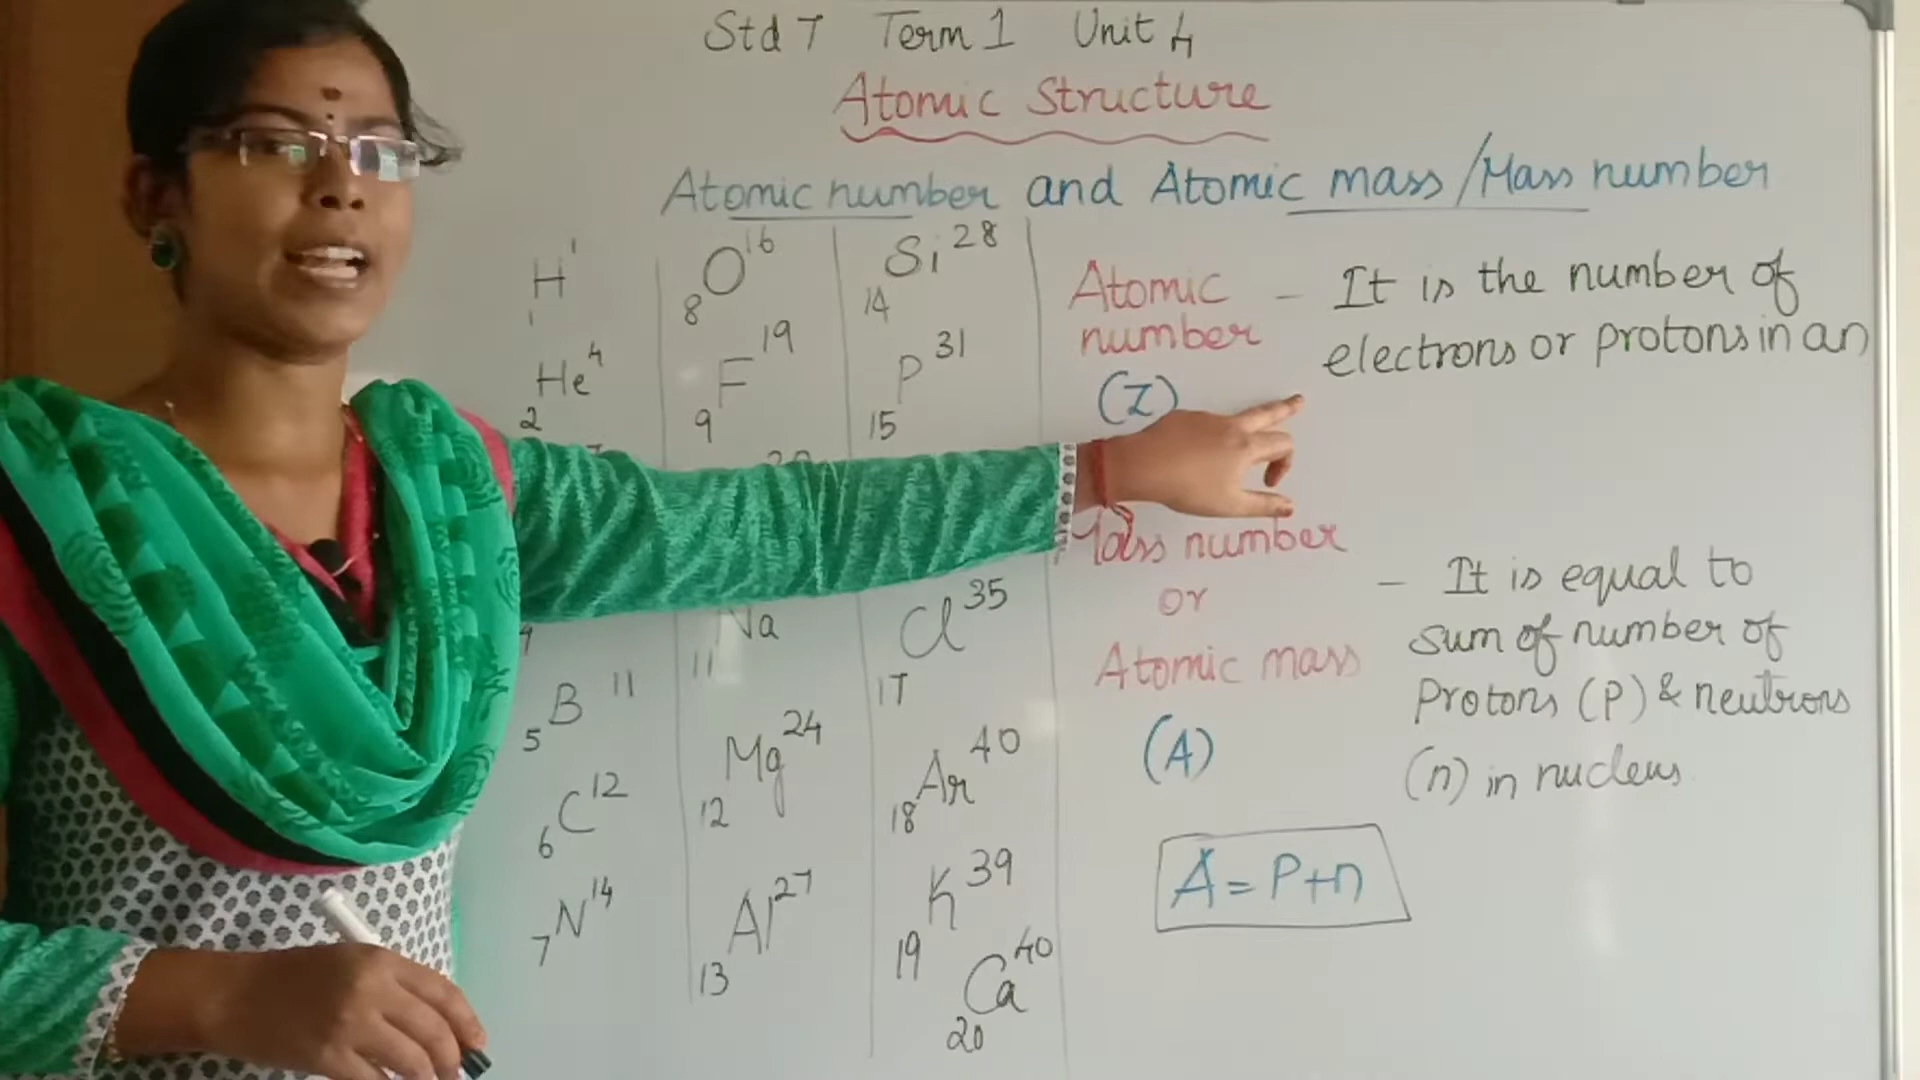 Std 7 Term 1 Unit 4
Atomic Structure
Atomic number and Atomic mass / Mass number
H 1
1
He 4
2
B 11
5
C 12
6
N 14
7
O 16
8
F 19
9
Na
11
Mg 24
12
Al 27
13
Si 28
14
P 31
15
Cl 35
17
Ar 40
18
K 39
19
Ca 40
20
Atomic
number
(Z)
- It is the number of
electrons or protons in an
Mass number
or
Atomic mass
(A)
- It is equal to
sum of number of
Protons (P) & neutrons
(n) in nucleus
A = P+n